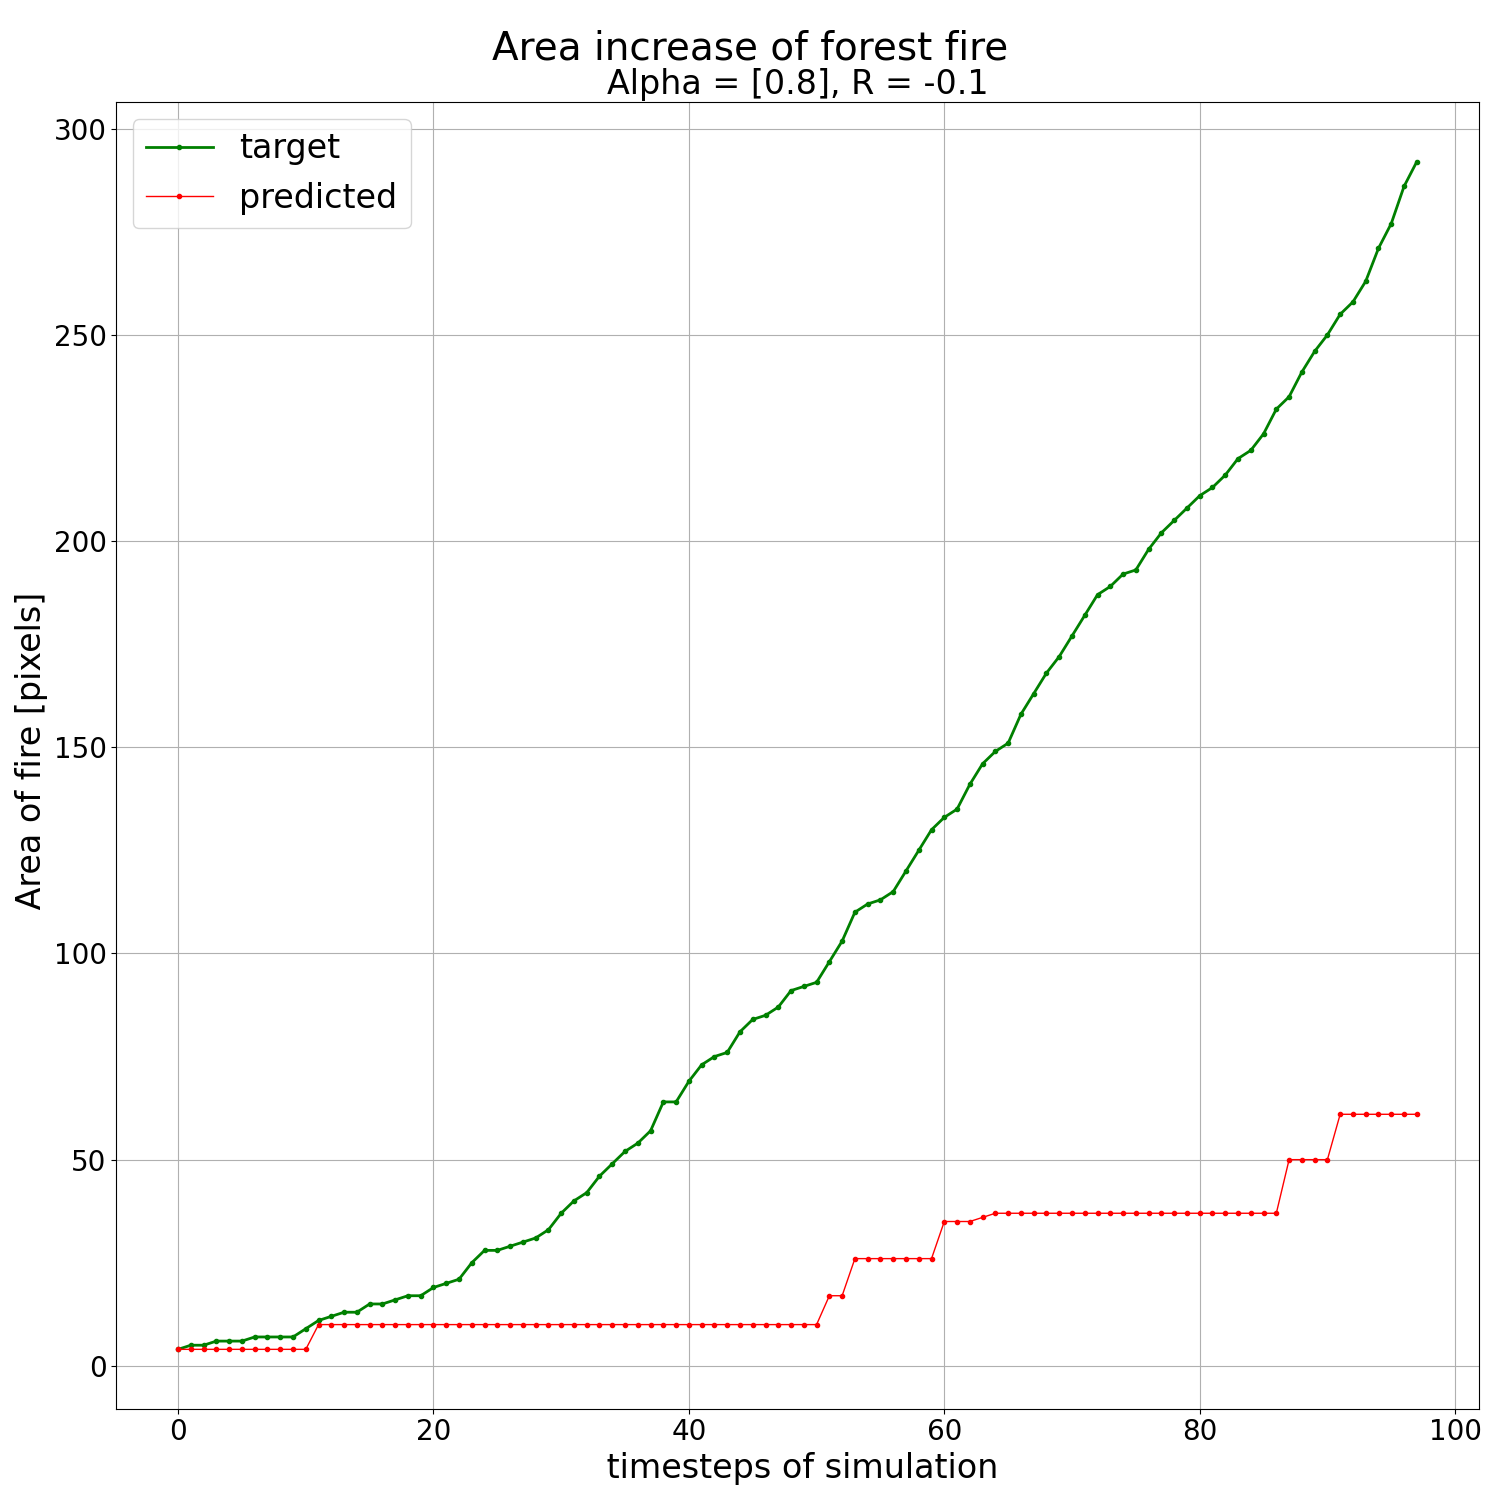 Area increase of forest fire
Alpha = [0.8], R = -0.1
target
predicted
300
250
200
150
100
50
0
Area of fire [pixels]
0 20 40 60 80 100
timesteps of simulation